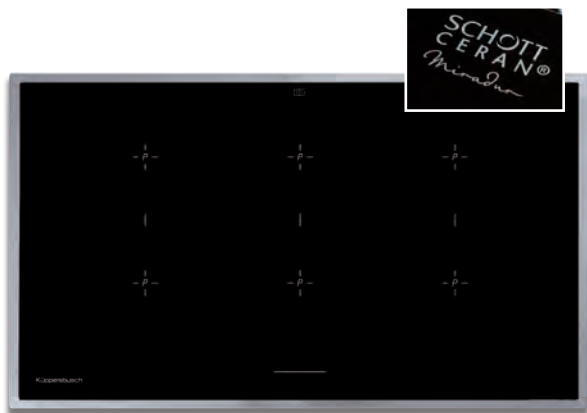 SCHOTT
CERAN®
Miradur
P P P
P P P
Küppersbusch